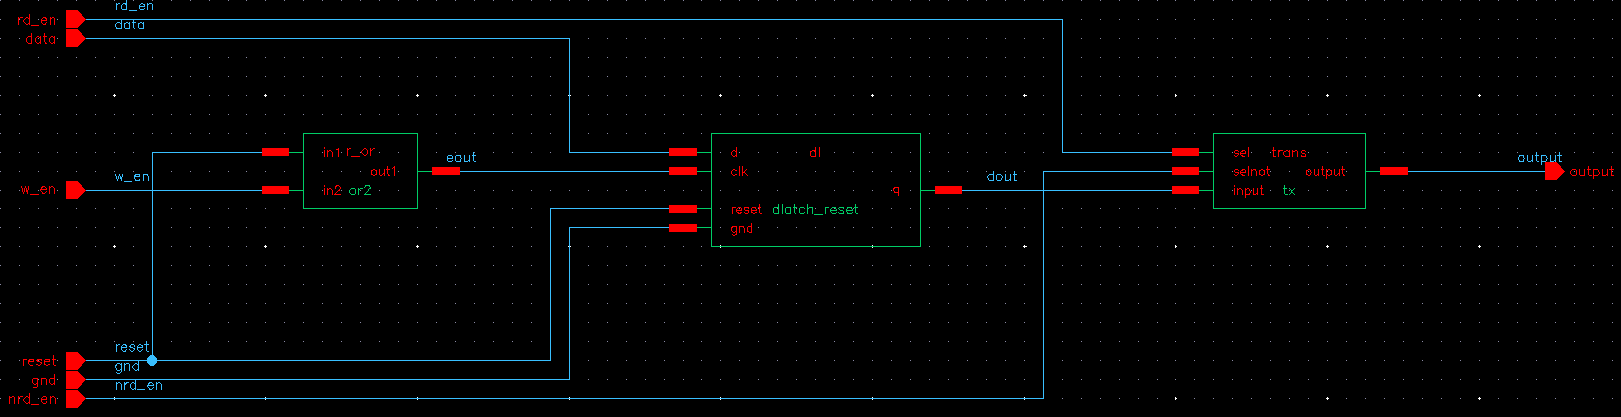 rd_en
rd_en
data
data
in1 r_or
eout
d dl
sel trans
output
out1
clk
selnot output
output
w_en
w_en
in2 or2
q
dout
input tx
reset dlatch_reset
gnd
reset
reset
gnd
gnd
nrd_en
nrd_en